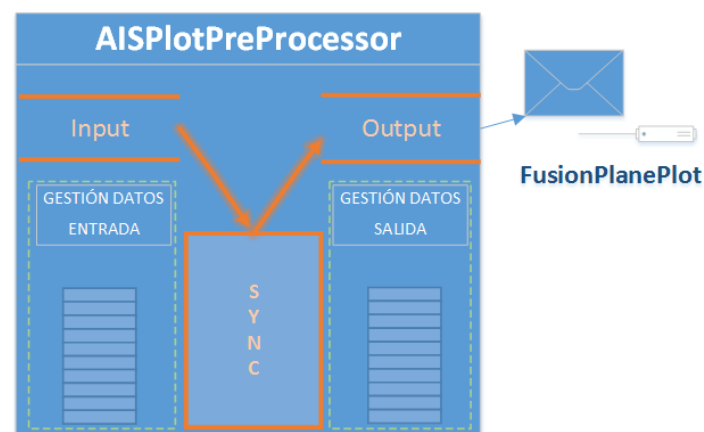 AISPlotPreProcessor
Input
Output
FusionPlanePlot
GESTIÓN DATOS
ENTRADA
GESTIÓN DATOS
SALIDA
S
Y
N
C